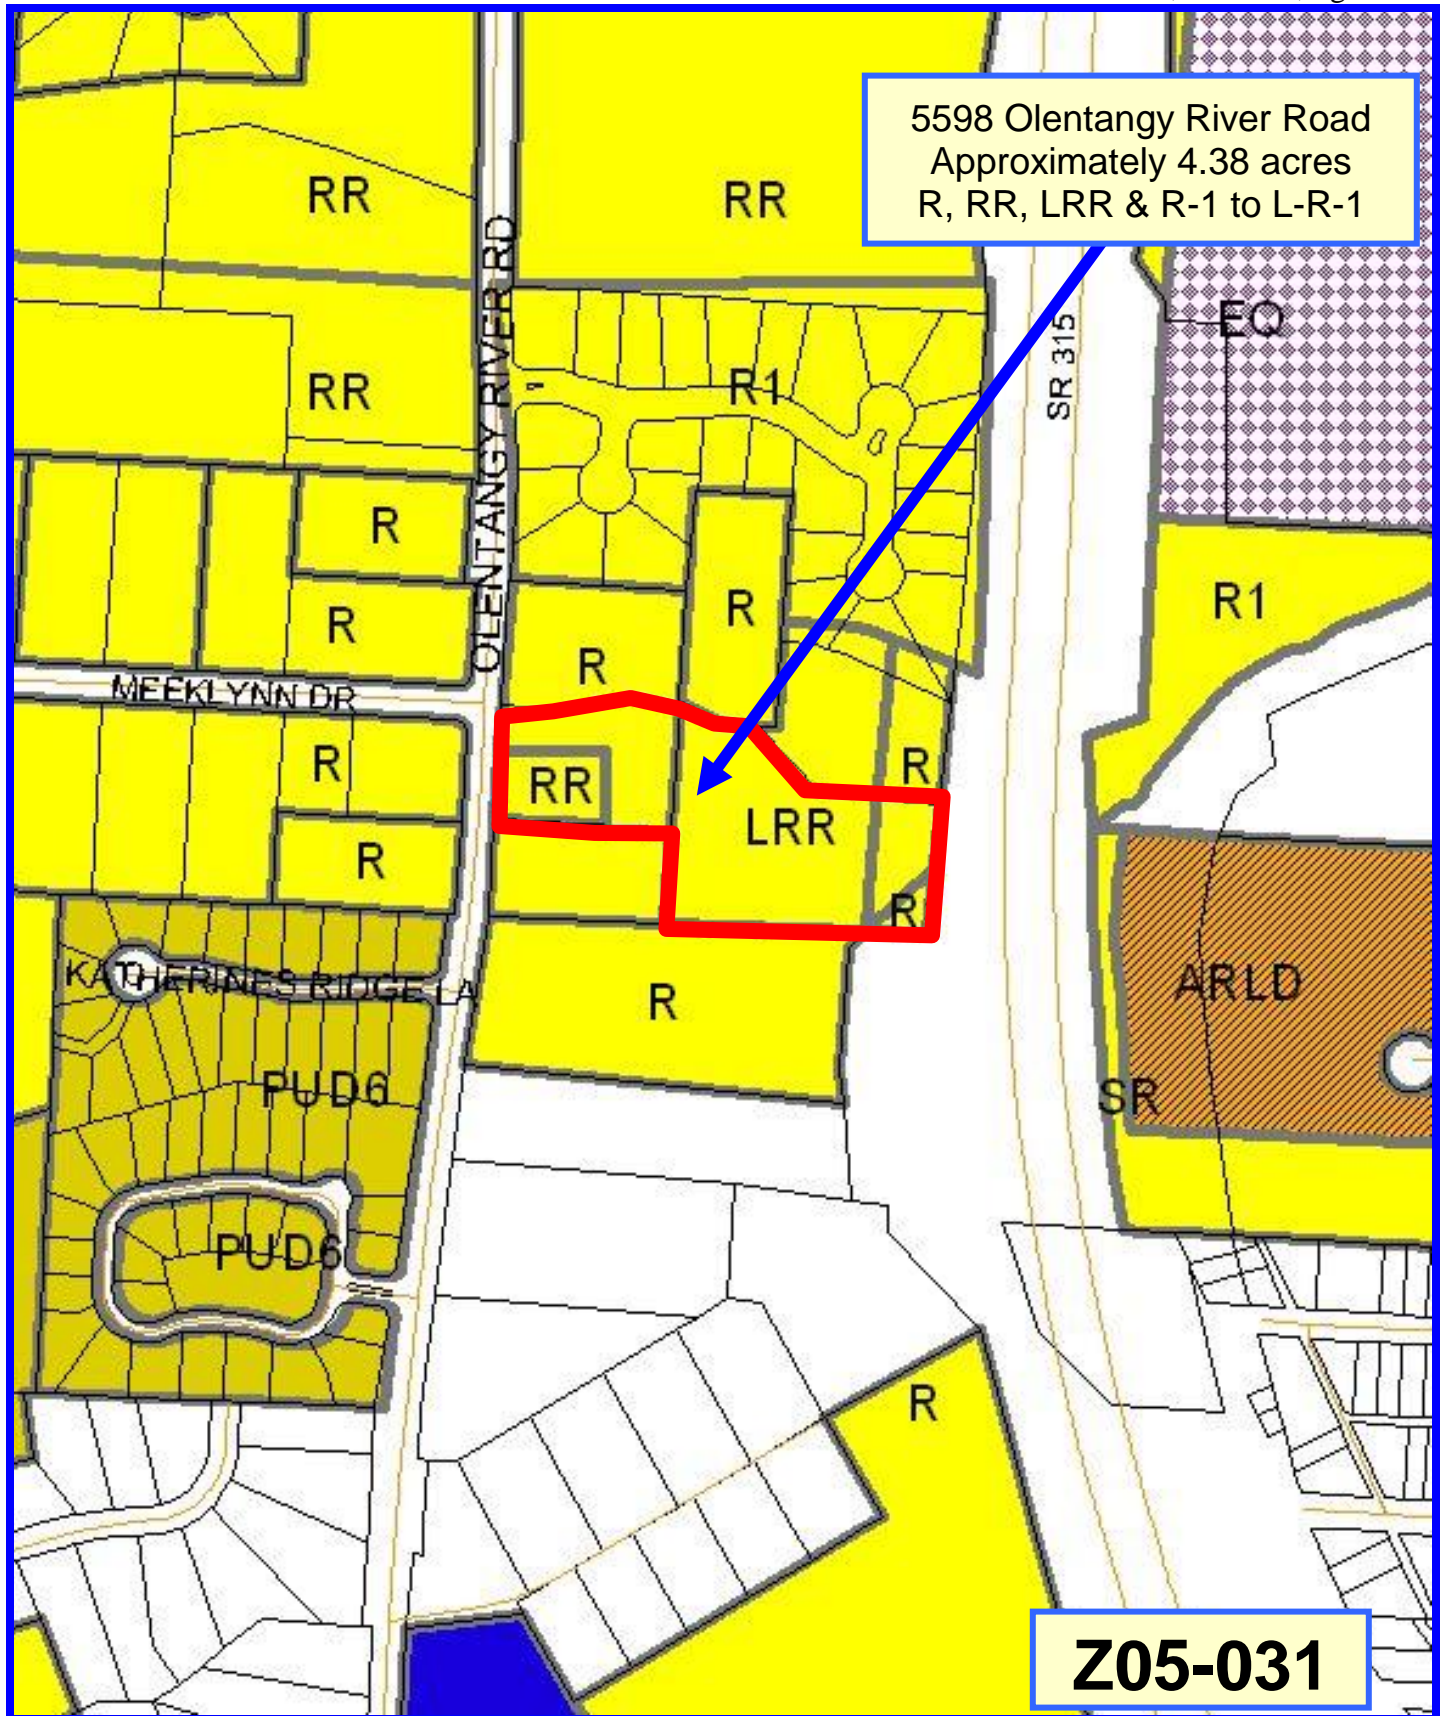 5598 Olentangy River Road
Approximately 4.38 acres
R, RR, LRR & R-1 to L-R-1
RR
RR
EQ
SR 315
OLENTANGY RIVER RD
RR
R1
R
R
R1
R
R
MEEKLYNN DR
R
RR
R
LRR
R
R
KATHERINES RIDGE LA
R
ARLD
PUD6
SR
PUD6
R
Z05-031